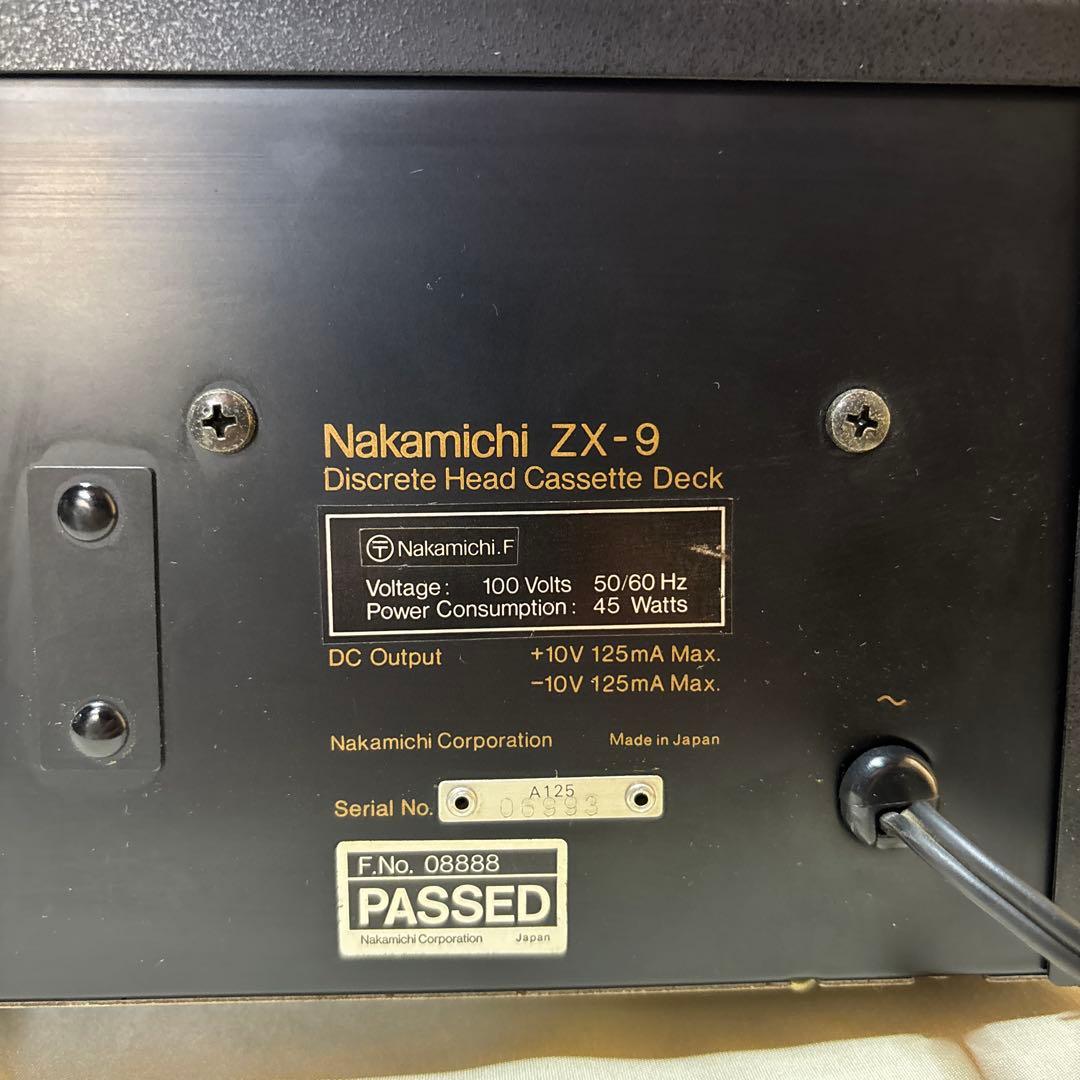 Nakamichi ZX-9
Discrete Head Cassette Deck
Nakamichi.F
Voltage: 100 Volts 50/60 Hz
Power Consumption: 45 Watts
DC Output +10V 125mA Max.
-10V 125mA Max.
~
Nakamichi Corporation Made in Japan
A125
Serial No.
F.No. 08888
PASSED
Nakamichi Corporation Japan